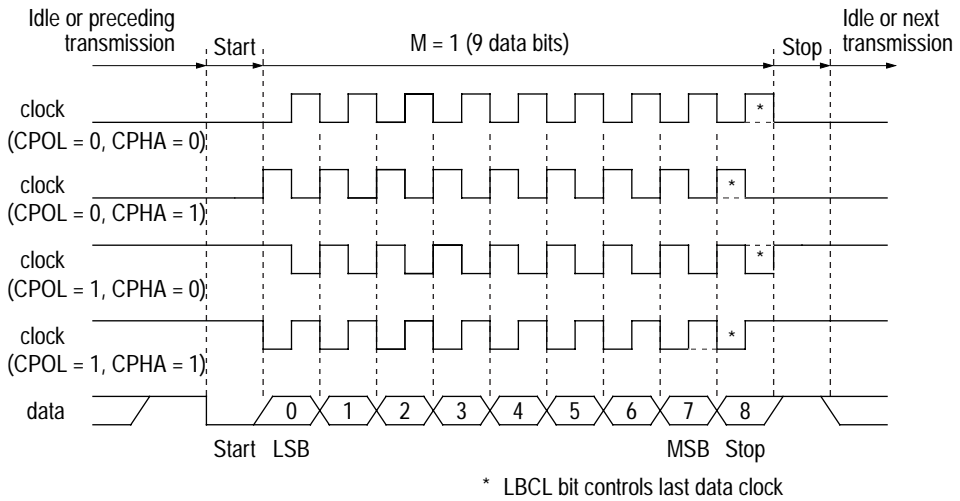 Idle or preceding
transmission
Start
M = 1 (9 data bits)
Stop
Idle or next
transmission
clock
(CPOL = 0, CPHA = 0)
*
clock
(CPOL = 0, CPHA = 1)
*
clock
(CPOL = 1, CPHA = 0)
*
clock
(CPOL = 1, CPHA = 1)
*
data 0 1 2 3 4 5 6 7 8
Start LSB MSB Stop
* LBCL bit controls last data clock